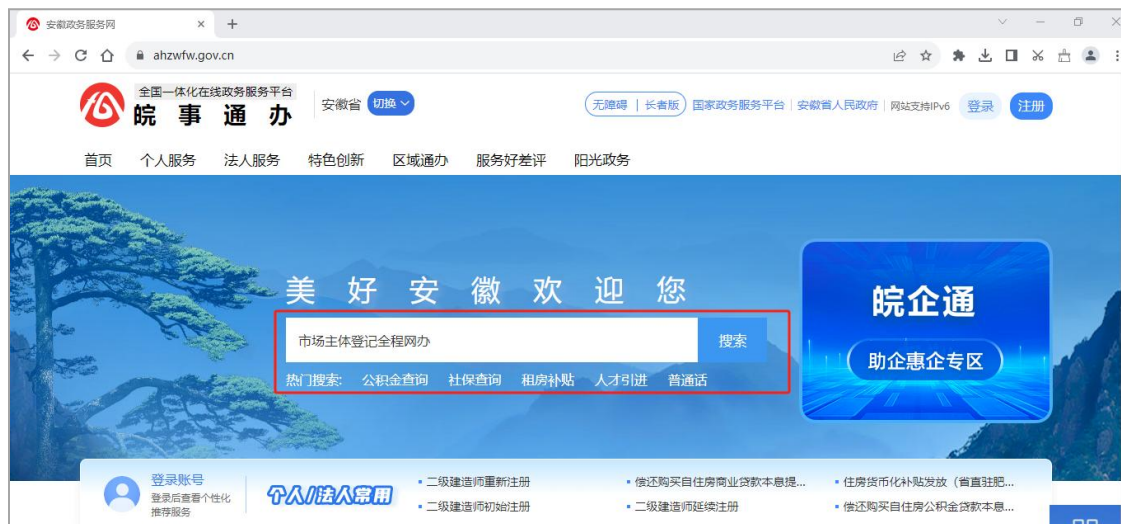 安徽政务服务网
ahzwfw.gov.cn
全国一体化在线政务服务平台
皖事通办
安徽省 切换
无障碍 | 长者版 国家政务服务平台 | 安徽省人民政府 | 网站支持IPv6 登录 注册
首页 个人服务 法人服务 特色创新 区域通办 服务好差评 阳光政务
美好安徽欢迎您
市场主体登记全程网办 搜索
热门搜索: 公积金查询 社保查询 租房补贴 人才引进 普通话
皖企通
助企惠企专区
登录账号
登录后查看个性化
推荐服务
个人/法人常用
二级建造师重新注册 偿还购买自住房商业贷款本息提... 住房货币化补贴发放（省直驻肥...
二级建造师初始注册 二级建造师延续注册 偿还购买自住房公积金贷款本息...